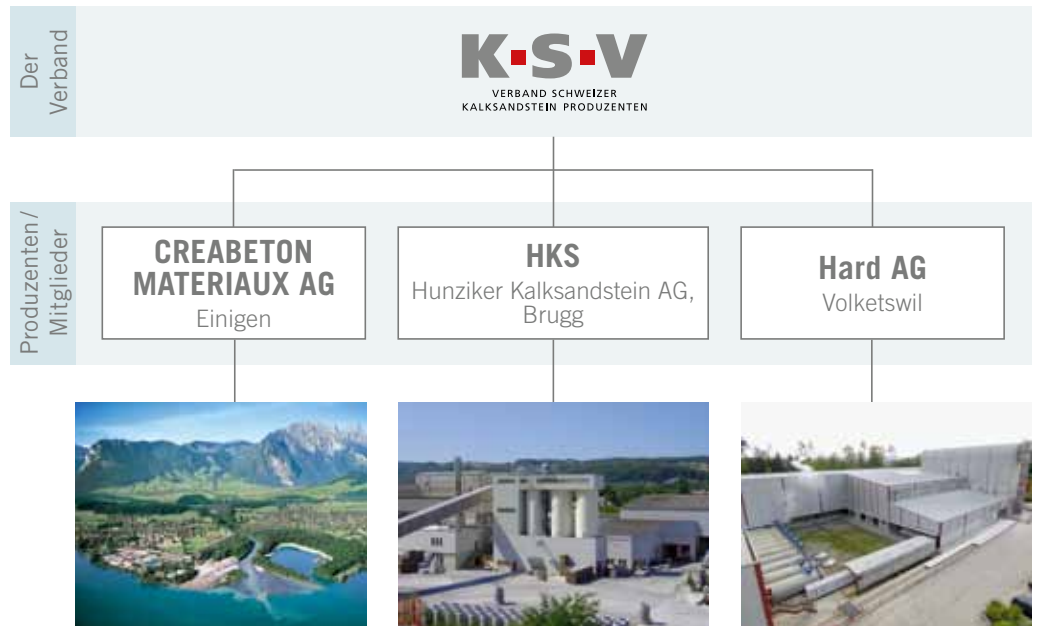 Der
Verband
K·S·V
VERBAND SCHWEIZER
KALKSANDSTEIN PRODUZENTEN
Produzenten/
Mitglieder
CREABETON
MATERIAUX AG
Einigen
HKS
Hunziker Kalksandstein AG,
Brugg
Hard AG
Volketswil